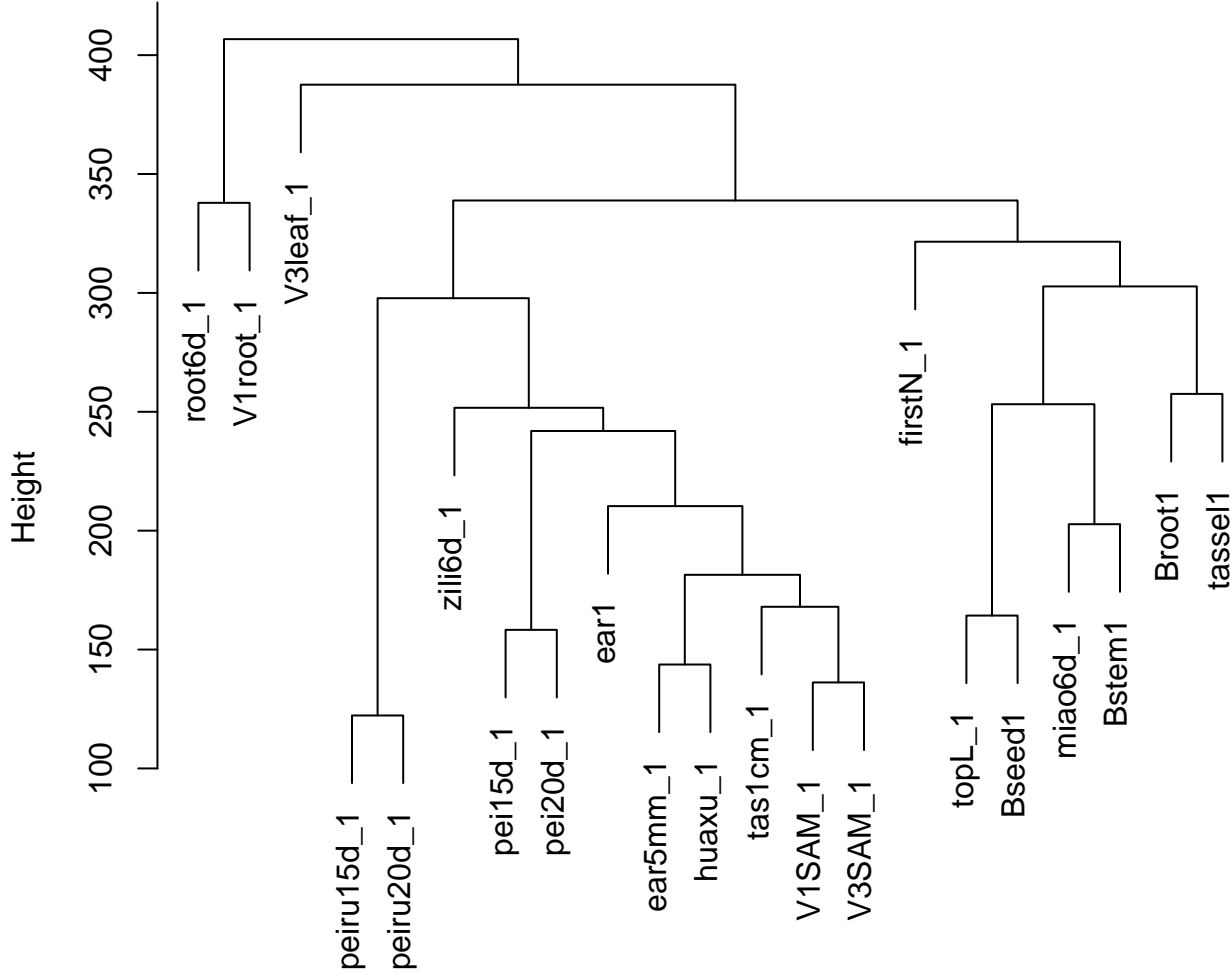 Height
400
350
300
250
200
150
100
root6d_1
V1root_1
V3leaf_1
peiru15d_1
peiru20d_1
zili6d_1
pei15d_1
pei20d_1
ear1
ear5mm_1
huaxu_1
tas1cm_1
V1SAM_1
V3SAM_1
firstN_1
topL_1
Bseed1
miao6d_1
Bstem1
Broot1
tassel1